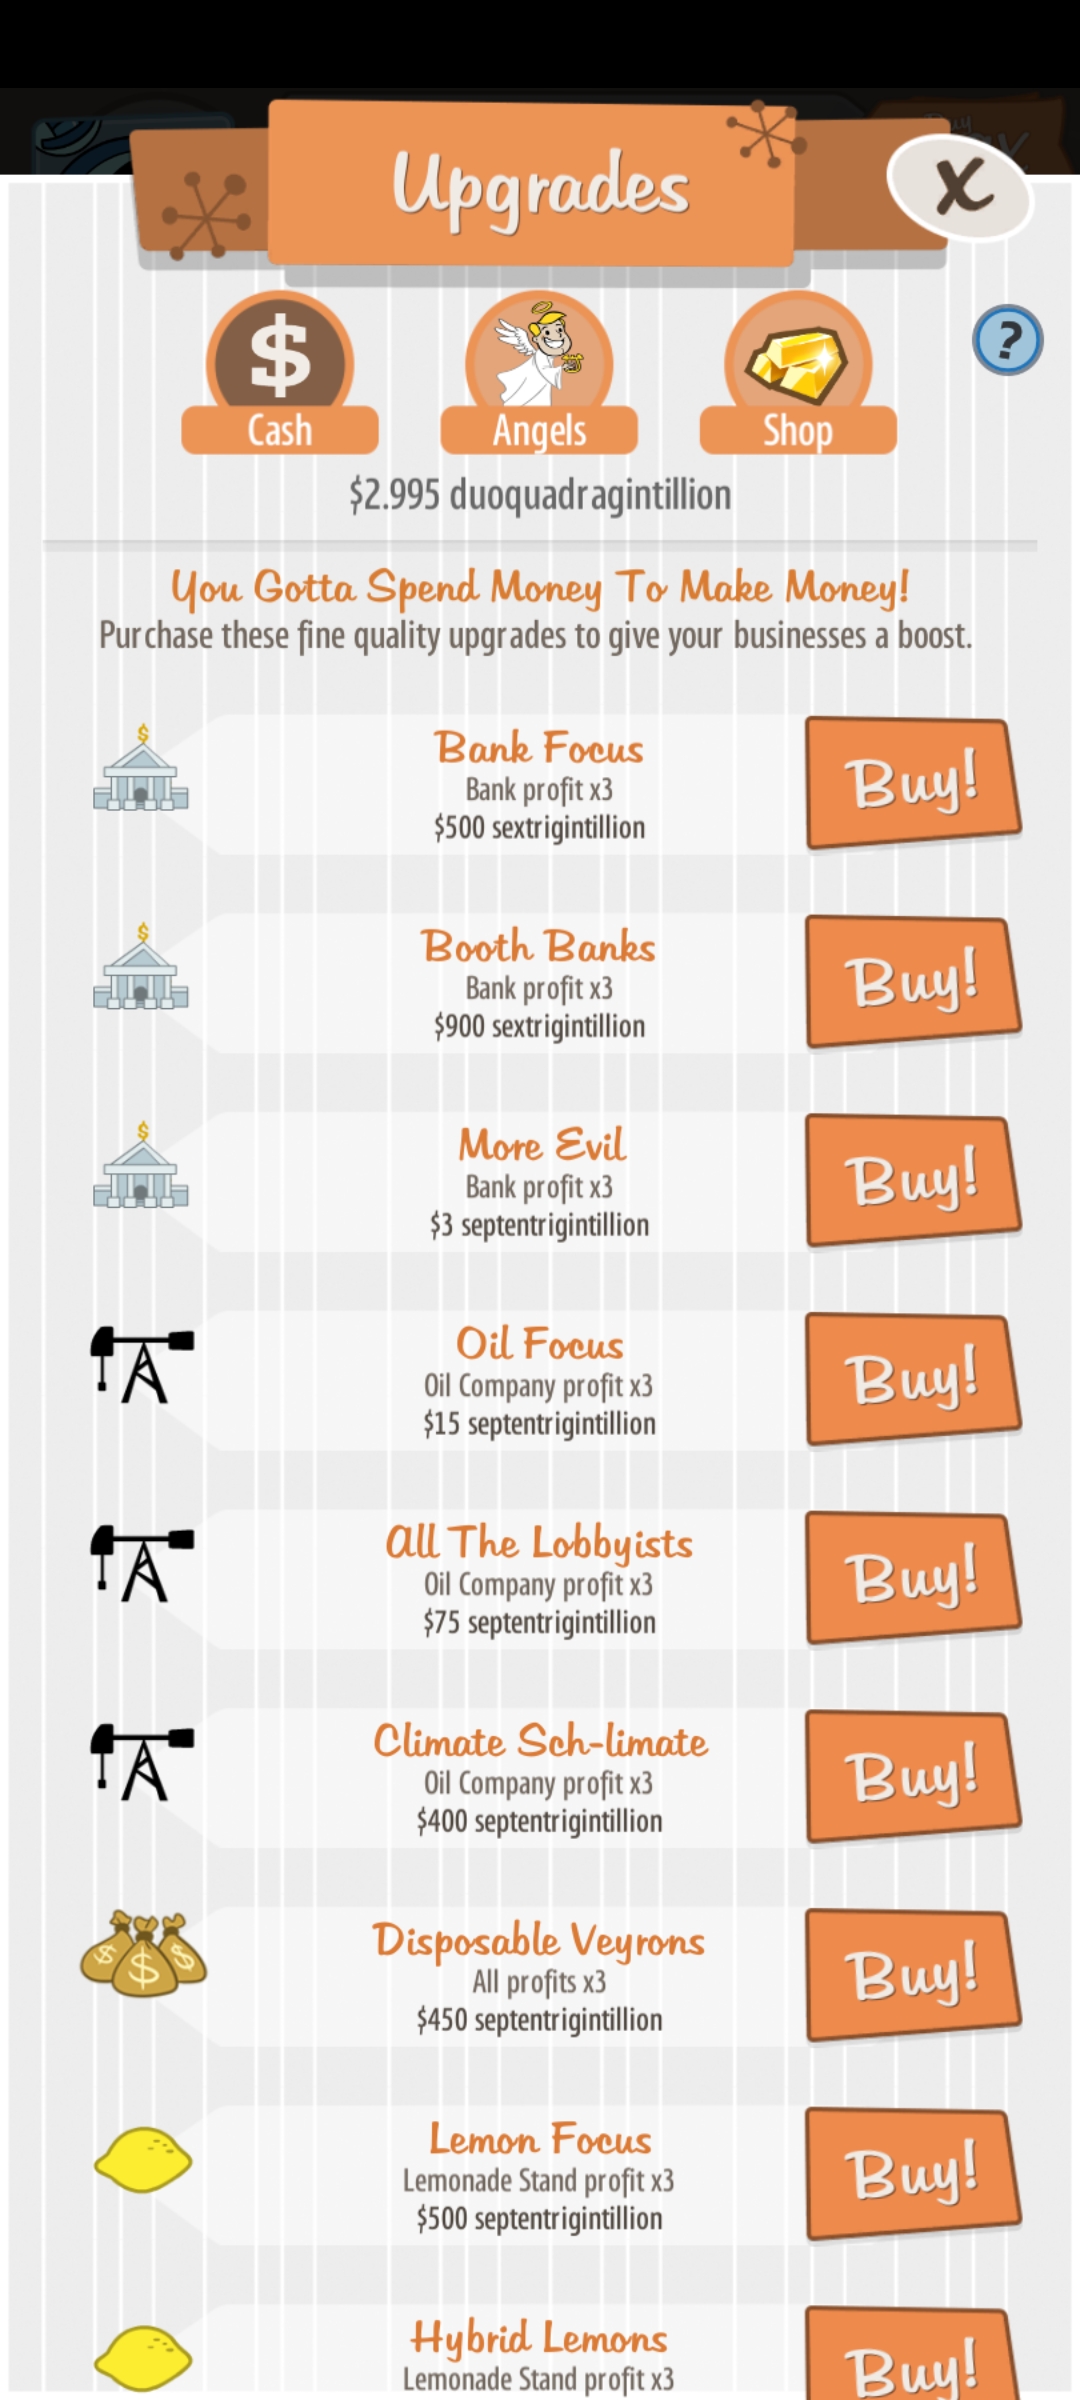 Buy
Upgrades
X
$
Cash
Angels
Shop
?
$2.995 duoquadragintillion
You Gotta Spend Money To Make Money!
Purchase these fine quality upgrades to give your businesses a boost.
Bank Focus
Bank profit x3
$500 sextrigintillion
Buy!
Booth Banks
Bank profit x3
$900 sextrigintillion
Buy!
More Evil
Bank profit x3
$3 septentrigintillion
Buy!
Oil Focus
Oil Company profit x3
$15 septentrigintillion
Buy!
All The Lobbyists
Oil Company profit x3
$75 septentrigintillion
Buy!
Climate Sch-limate
Oil Company profit x3
$400 septentrigintillion
Buy!
Disposable Veyrons
All profits x3
$450 septentrigintillion
Buy!
Lemon Focus
Lemonade Stand profit x3
$500 septentrigintillion
Buy!
Hybrid Lemons
Lemonade Stand profit x3
Buy!